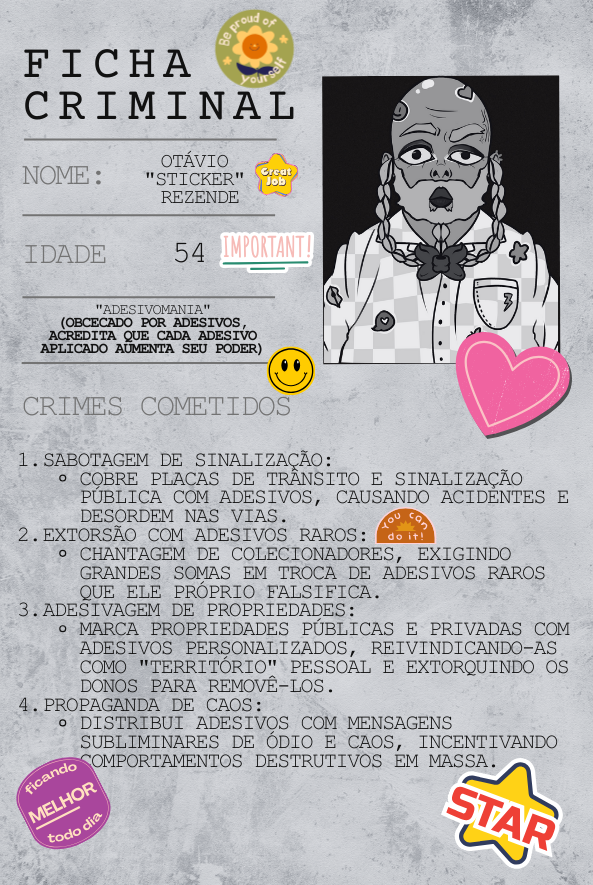 Be proud of
yourself
FICHA
CRIMINAL
NOME:
OTÁVIO
"STICKER"
REZENDE
Great
Job
IDADE
54
IMPORTANT!
"ADESIVOMANIA"
(OBCECADO POR ADESIVOS,
ACREDITA QUE CADA ADESIVO
APLICADO AUMENTA SEU PODER)
CRIMES COMETIDOS
1. SABOTAGEM DE SINALIZAÇÃO:
COBRE PLACAS DE TRÂNSITO E SINALIZAÇÃO
PÚBLICA COM ADESIVOS, CAUSANDO ACIDENTES E
DESORDEM NAS VIAS.
2. EXTORSÃO COM ADESIVOS RAROS:
You can
do it!
CHANTAGEM DE COLECIONADORES, EXIGINDO
GRANDES SOMAS EM TROCA DE ADESIVOS RAROS
QUE ELE PRÓPRIO FALSIFICA.
3. ADESIVAGEM DE PROPRIEDADES:
MARCA PROPRIEDADES PÚBLICAS E PRIVADAS COM
ADESIVOS PERSONALIZADOS, REIVINDICANDO-AS
COMO "TERRITÓRIO" PESSOAL E EXTORQUINDO OS
DONOS PARA REMOVÊ-LOS.
4. PROPAGANDA DE CAOS:
DISTRIBUI ADESIVOS COM MENSAGENS
SUBLIMINARES DE ÓDIO E CAOS, INCENTIVANDO
COMPORTAMENTOS DESTRUTIVOS EM MASSA.
ficando
MELHOR
todo dia
STAR